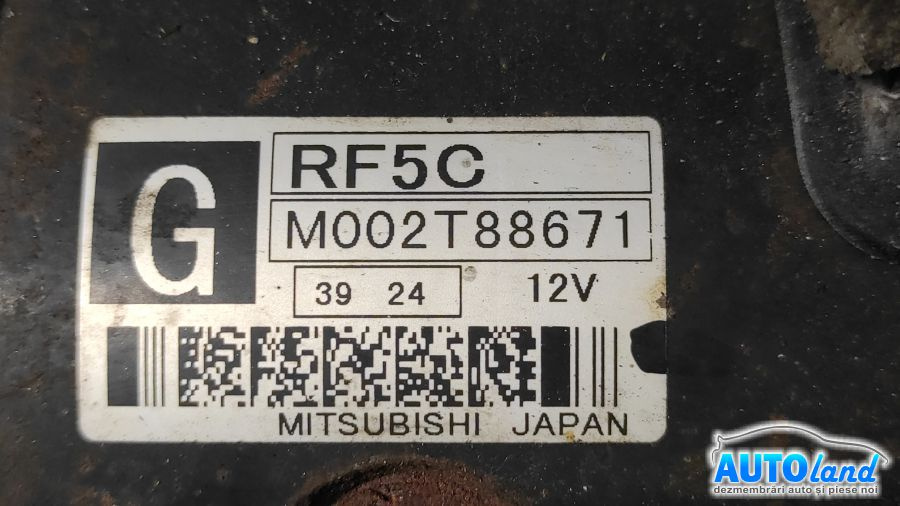 G
RF5C
M002T88671
39 24
12V
MITSUBISHI JAPAN
AUTOland
dezmembrări auto și piese noi